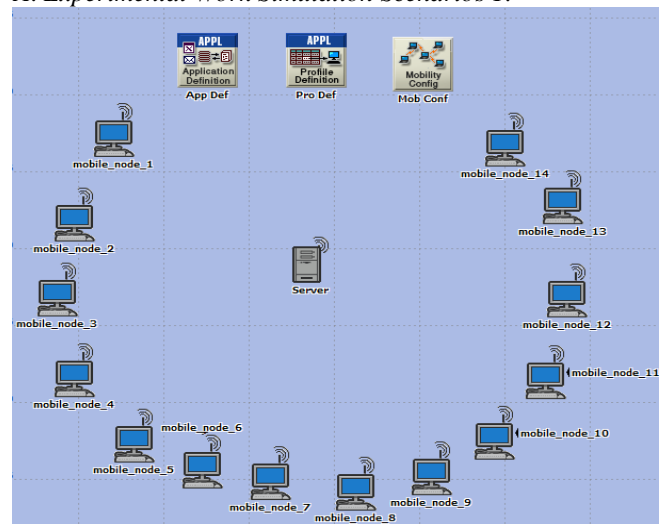 A. Experimental Work Simulation Scenarios 1:
APPL
Application
Definition
App Def
APPL
Profile
Definition
Pro Def
Mobility
Config
Mob Conf
mobile_node_1
mobile_node_14
mobile_node_2
mobile_node_13
Server
mobile_node_3
mobile_node_12
mobile_node_11
mobile_node_4
mobile_node_6
mobile_node_10
mobile_node_5
mobile_node_7
mobile_node_9
mobile_node_8